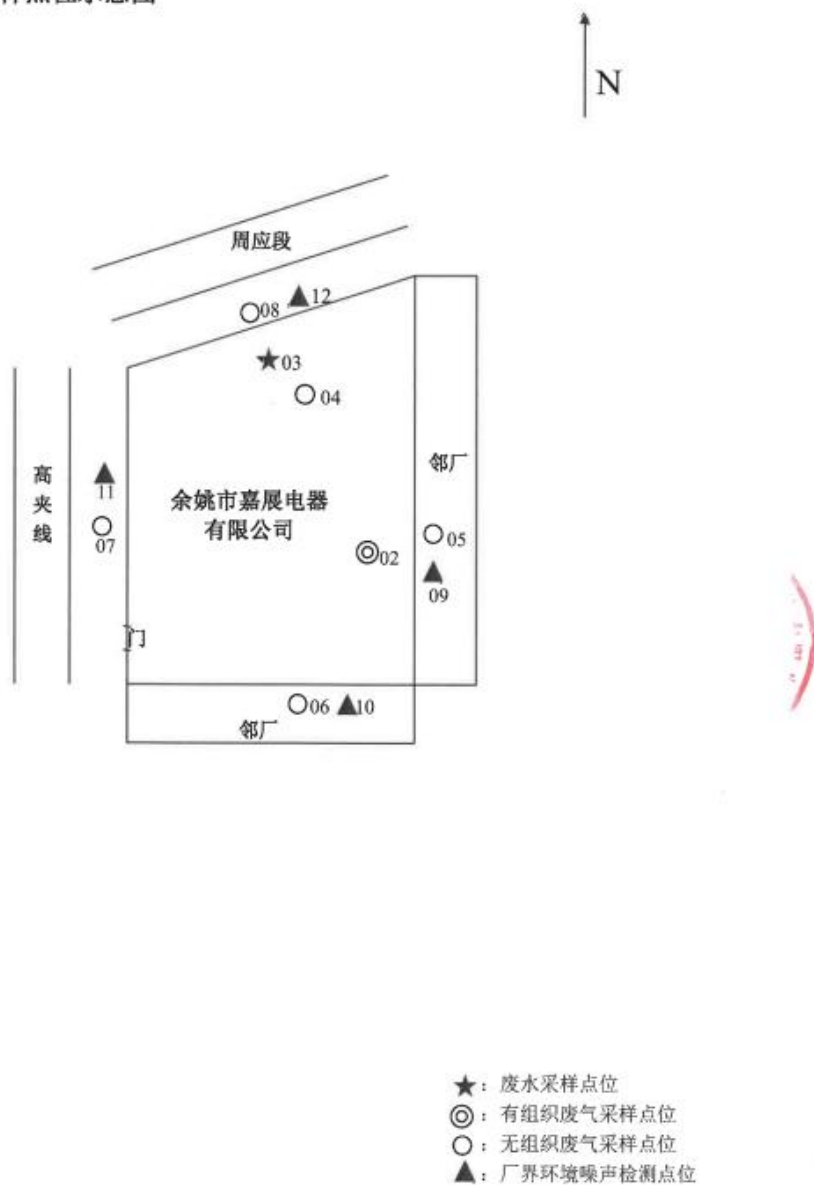 N
周应段
12
08
03
04
高夹线
11
07
余姚市嘉展电器
有限公司
邻厂
05
02
09
门
06
10
邻厂
★：废水采样点位
◎：有组织废气采样点位
○：无组织废气采样点位
▲：厂界环境噪声检测点位